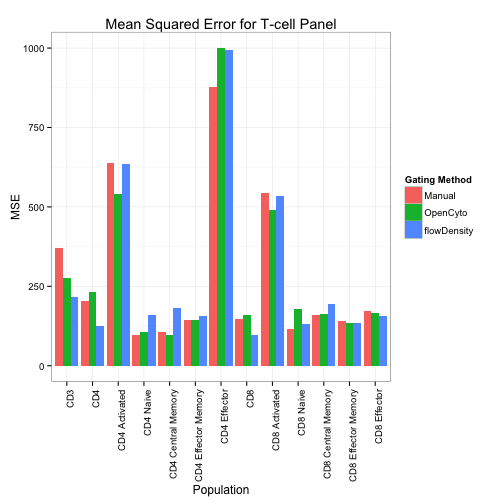 Mean Squared Error for T-cell Panel
1000
750
500
250
0
MSE
CD3
CD4
CD4 Activated
CD4 Naive
CD4 Central Memory
CD4 Effector Memory
CD4 Effector
CD8
CD8 Activated
CD8 Naive
CD8 Central Memory
CD8 Effector Memory
CD8 Effector
Population
Gating Method
Manual
OpenCyto
flowDensity